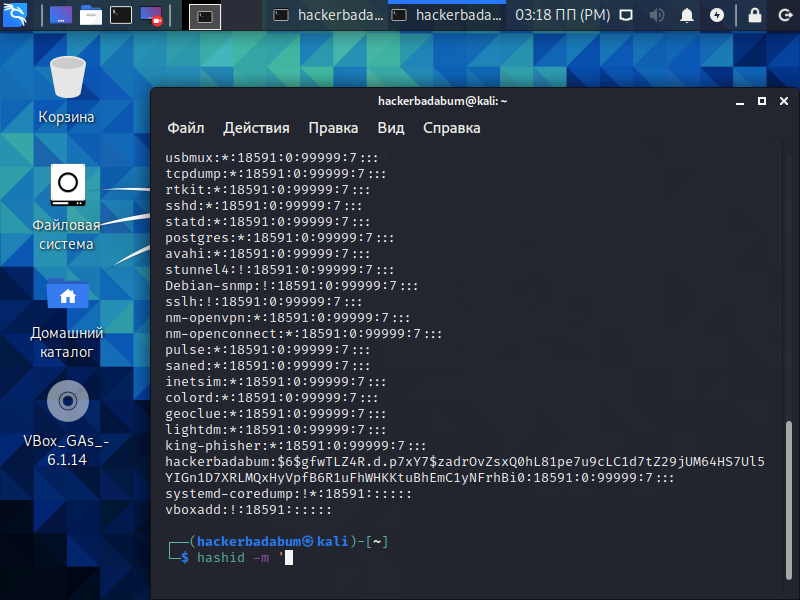 hackerbada...
hackerbada...
03:18 ПП (PM)
Корзина
Файловая
система
Домашний
каталог
VBox_GAs_-
6.1.14
hackerbadabum@kali: ~
Файл Действия Правка Вид Справка
usbmux:*:18591:0:99999:7:::
tcpdump:*:18591:0:99999:7:::
rtkit:*:18591:0:99999:7:::
sshd:*:18591:0:99999:7:::
statd:*:18591:0:99999:7:::
postgres:*:18591:0:99999:7:::
avahi:*:18591:0:99999:7:::
stunnel4:!:18591:0:99999:7:::
Debian-snmp:!:18591:0:99999:7:::
sslh:!:18591:0:99999:7:::
nm-openvpn:*:18591:0:99999:7:::
nm-openconnect:*:18591:0:99999:7:::
pulse:*:18591:0:99999:7:::
saned:*:18591:0:99999:7:::
inetsim:*:18591:0:99999:7:::
colord:*:18591:0:99999:7:::
geoclue:*:18591:0:99999:7:::
lightdm:*:18591:0:99999:7:::
king-phisher:*:18591:0:99999:7:::
hackerbadabum:$6$gfwTLZ4R.d.p7xY7$zadrOvZsxQ0hL81pe7u9cLC1d7tZ29jUM64HS7Ul5
YIGn1D7XRLMQxHyVpfB6R1uFhWHKKtuBhEmC1yNFrhBi0:18591:0:99999:7:::
systemd-coredump:!*:18591::::::
vboxadd:!:18591::::::
┌──(hackerbadabum㉿kali)-[~]
└─$ hashid -m '